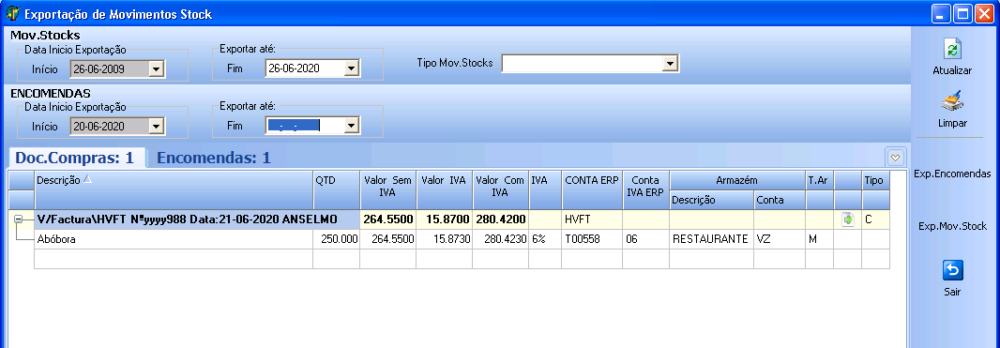 Exportação de Movimentos Stock
Mov.Stocks
Data Inicio Exportação
Início 26-06-2009
Exportar até:
Fim 26-06-2020
Tipo Mov.Stocks
ENCOMENDAS
Data Inicio Exportação
Início 20-06-2020
Exportar até:
Fim - -
Doc.Compras: 1 Encomendas: 1
Descrição QTD Valor Sem IVA Valor IVA Valor Com IVA IVA CONTA ERP Conta IVA ERP Armazém T.Ar Tipo
Descrição Conta
V/Factura\HVFT Nªyyyy988 Data:21-06-2020 ANSELMO 264.5500 15.8700 280.4200 HVFT C
Abóbora 250.000 264.5500 15.8730 280.4230 6% T00558 06 RESTAURANTE VZ M
Atualizar
Limpar
Exp.Encomendas
Exp.Mov.Stock
Sair